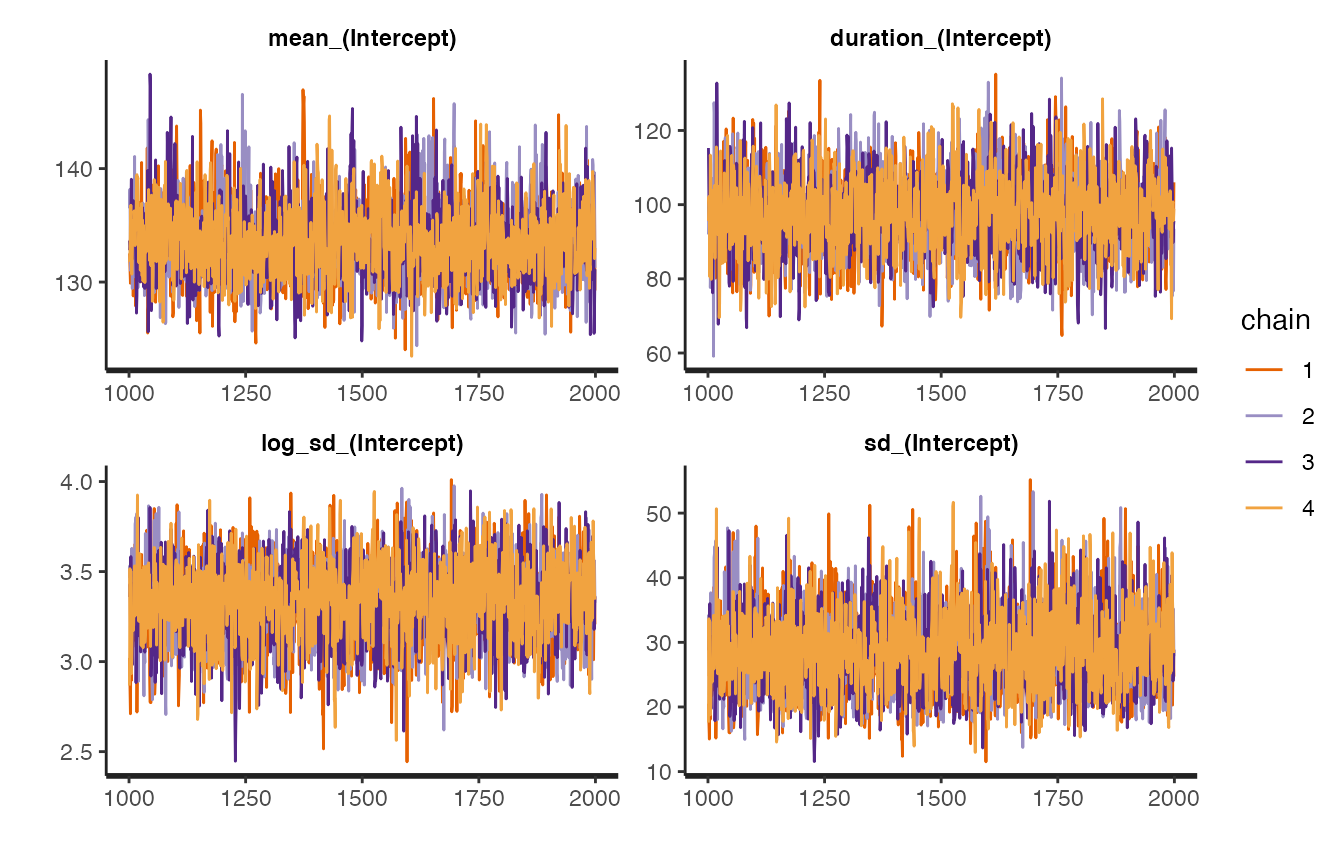 mean_(Intercept)
140
130
1000 1250 1500 1750 2000
duration_(Intercept)
120
100
80
60
1000 1250 1500 1750 2000
log_sd_(Intercept)
4.0
3.5
3.0
2.5
1000 1250 1500 1750 2000
sd_(Intercept)
50
40
30
20
10
1000 1250 1500 1750 2000
chain
1
2
3
4